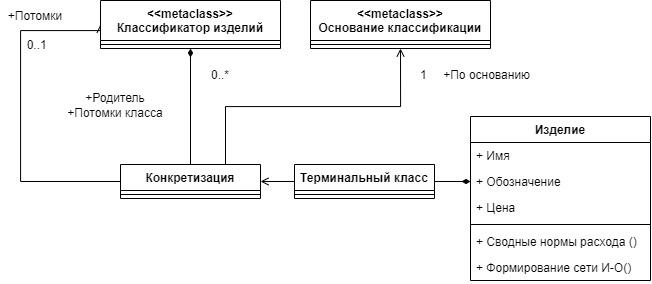 +Потомки
<<metaclass>>
Классификатор изделий
<<metaclass>>
Основание классификации
0..1
0..*
1
+По основанию
+Родитель
+Потомки класса
Изделие
+ Имя
+ Обозначение
+ Цена
Конкретизация
Терминальный класс
+ Сводные нормы расхода ()
+ Формирование сети И-О()